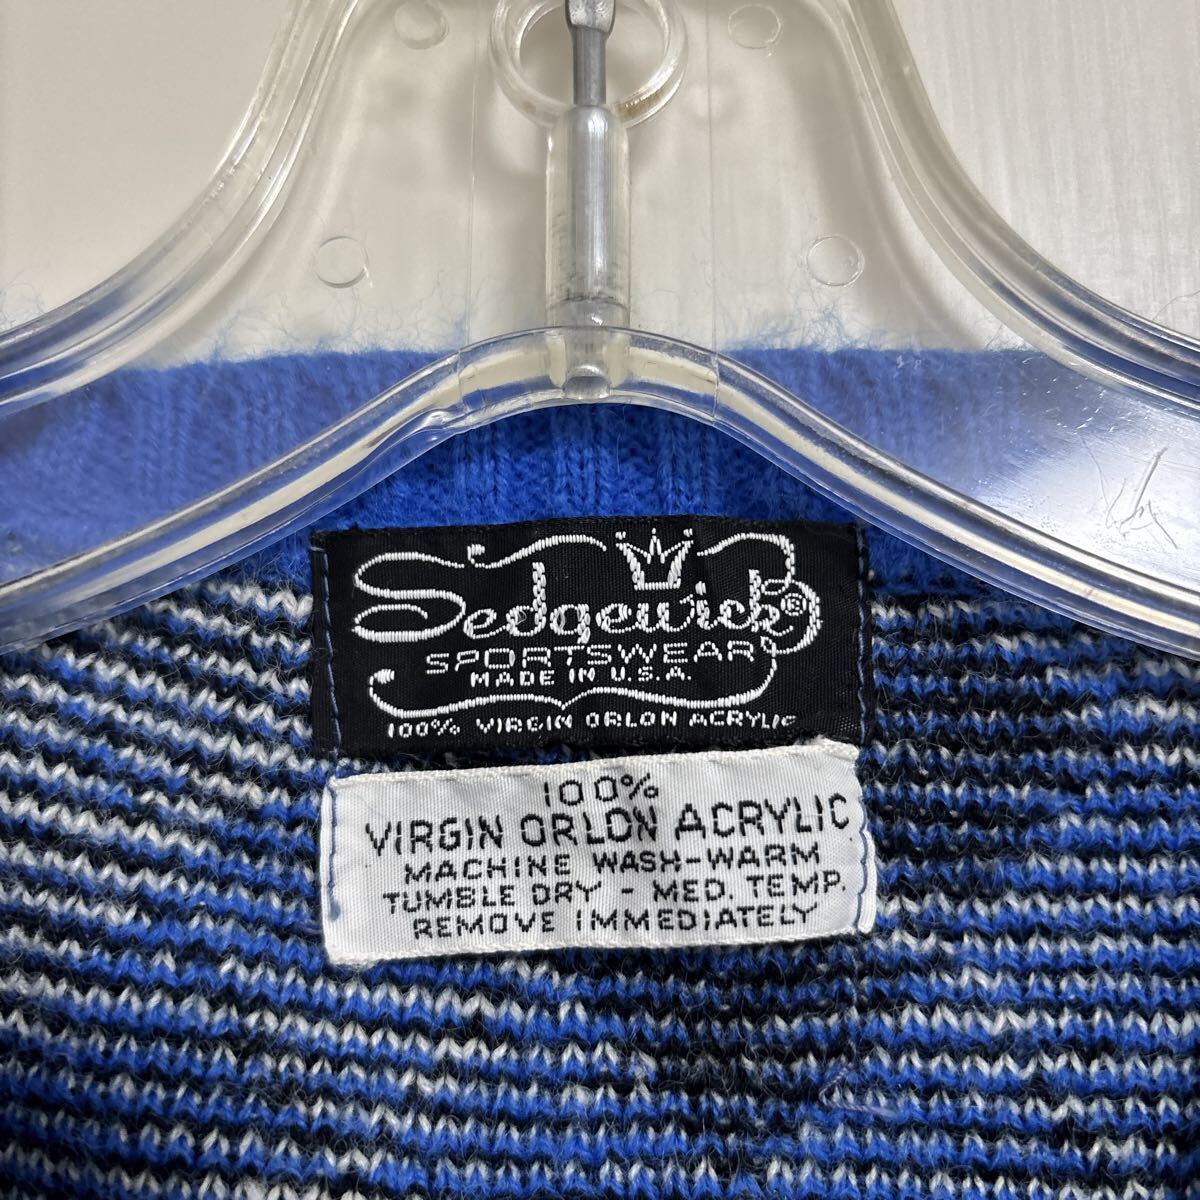 Sedgewick®
SPORTSWEAR
MADE IN U.S.A.
100% VIRGIN ORLON ACRYLIC
100%
VIRGIN ORLON ACRYLIC
MACHINE WASH-WARM
TUMBLE DRY - MED. TEMP.
REMOVE IMMEDIATELY